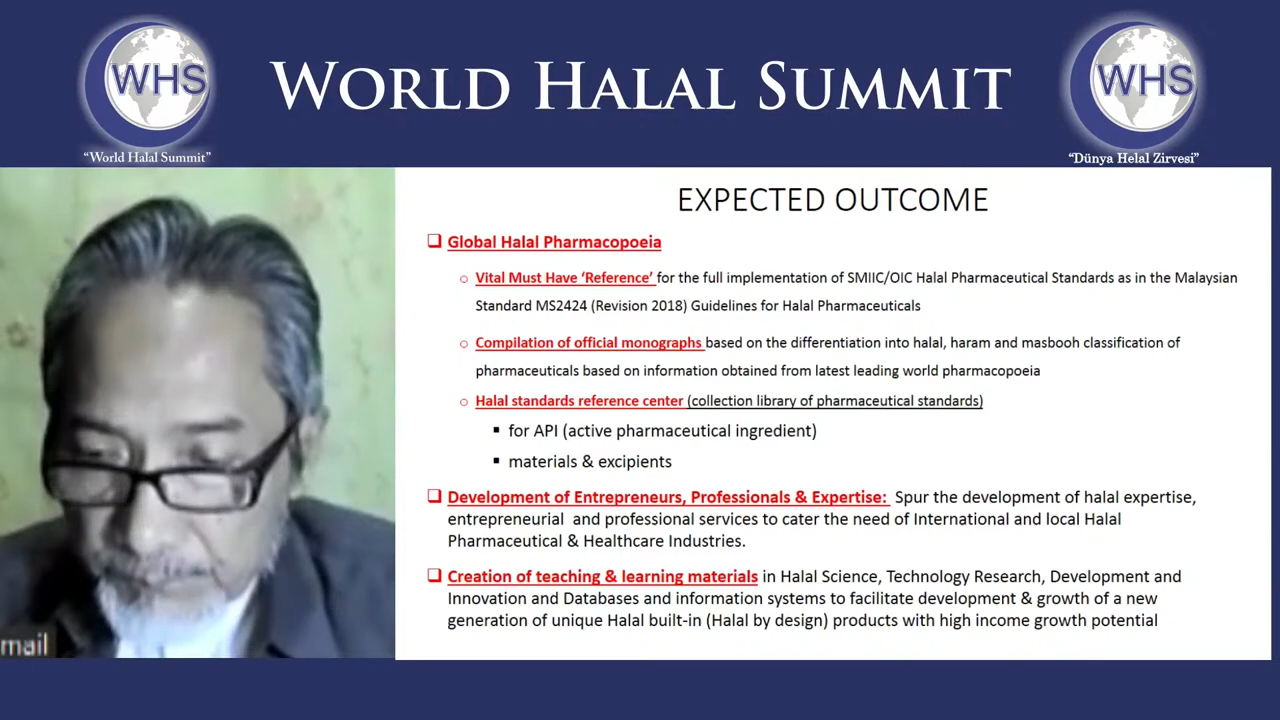 WHS
"World Halal Summit"
WORLD HALAL SUMMIT
WHS
"Dünya Helal Zirvesi"
EXPECTED OUTCOME
Global Halal Pharmacopoeia
Vital Must Have ‘Reference’ for the full implementation of SMIIC/OIC Halal Pharmaceutical Standards as in the Malaysian
Standard MS2424 (Revision 2018) Guidelines for Halal Pharmaceuticals
Compilation of official monographs based on the differentiation into halal, haram and masbooh classification of
pharmaceuticals based on information obtained from latest leading world pharmacopoeia
Halal standards reference center (collection library of pharmaceutical standards)
for API (active pharmaceutical ingredient)
materials & excipients
Development of Entrepreneurs, Professionals & Expertise: Spur the development of halal expertise,
entrepreneurial and professional services to cater the need of International and local Halal
Pharmaceutical & Healthcare Industries.
Creation of teaching & learning materials in Halal Science, Technology Research, Development and
Innovation and Databases and information systems to facilitate development & growth of a new
generation of unique Halal built-in (Halal by design) products with high income growth potential
mail